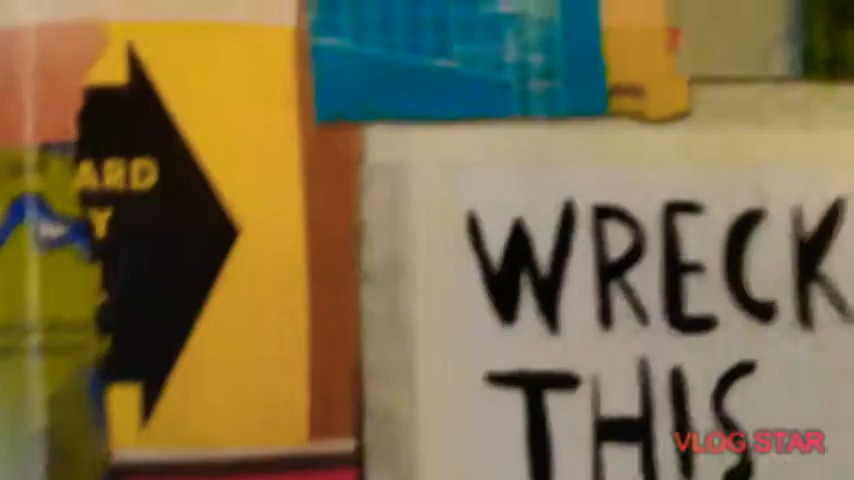 ARD
Y
WRECK
THIS
VLOG STAR